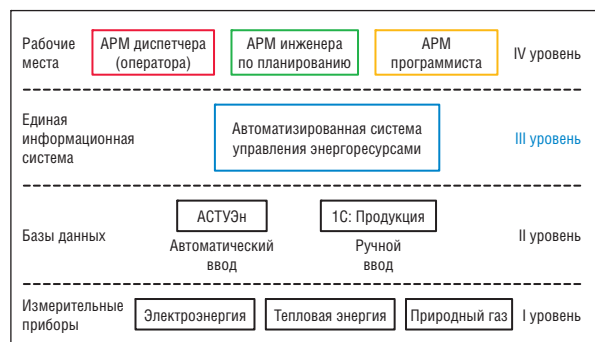 Рабочие
места
АРМ диспетчера
(оператора)
АРМ инженера
по планированию
АРМ
программиста
IV уровень
Единая
информационная
система
Автоматизированная система
управления энергоресурсами
III уровень
Базы данных
АСТУЭн
Автоматический
ввод
1С: Продукция
Ручной
ввод
II уровень
Измерительные
приборы
Электроэнергия
Тепловая энергия
Природный газ
I уровень